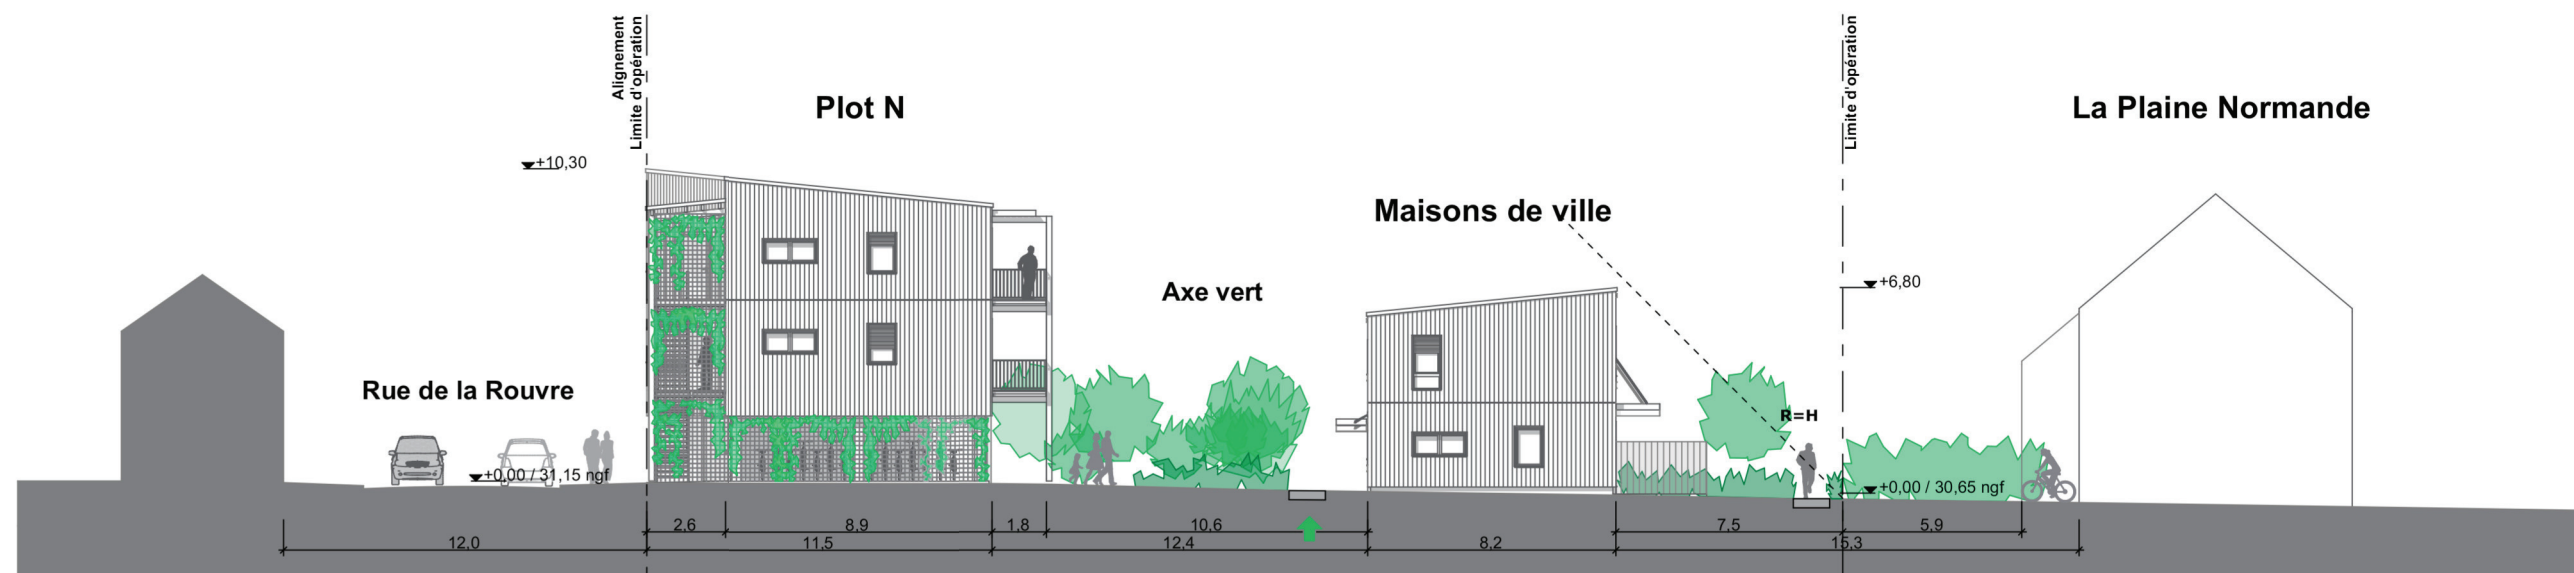 Alignement
Limite d'opération
Limite d'opération
Plot N
La Plaine Normande
+10,30
Maisons de ville
+6,80
Axe vert
Rue de la Rouvre
R=H
+0,00 / 31,15 ngf
+0,00 / 30,65 ngf
2,6
8,9
1,8
10,6
7,5
5,9
12,0
11,5
12,4
8,2
15,3